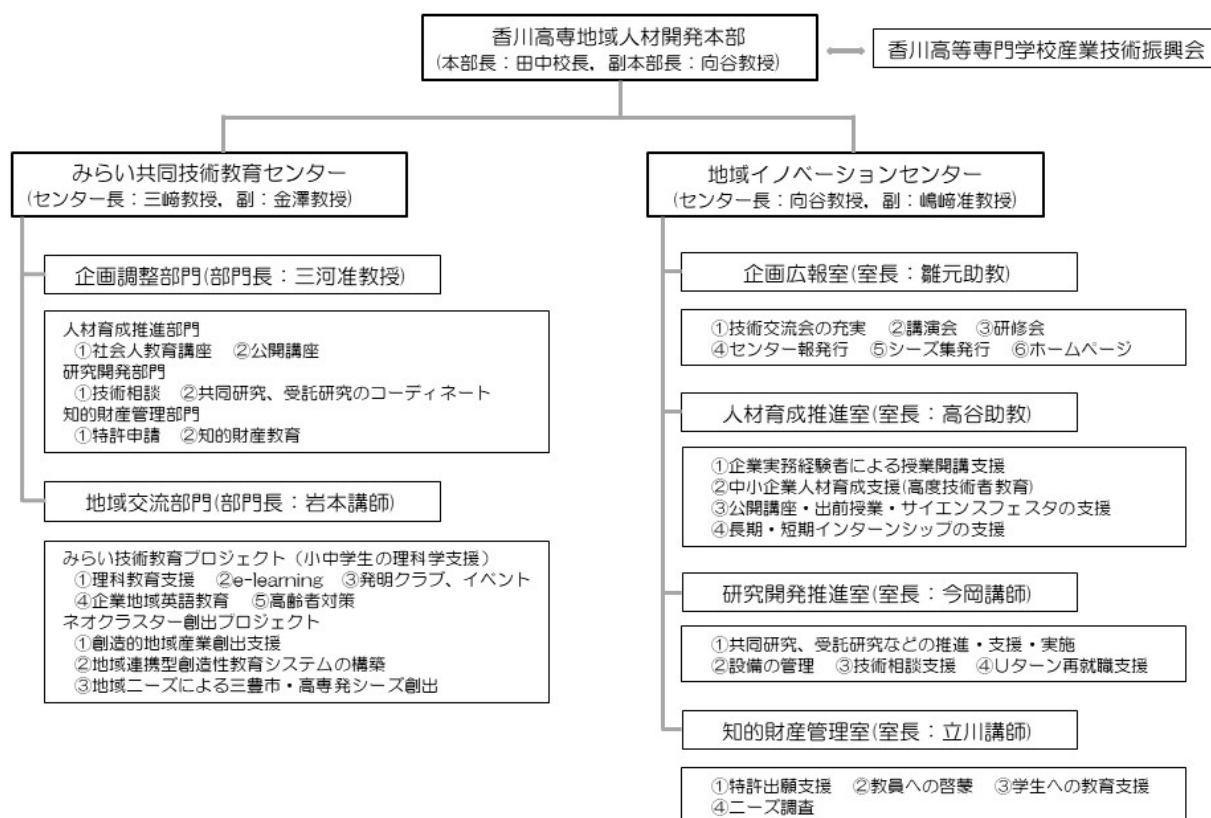 香川高専地域人材開発本部
(本部長：田中校長，副本部長：向谷教授)
香川高等専門学校産業技術振興会
みらい共同技術教育センター
(センター長：三﨑教授，副：金澤教授)
企画調整部門(部門長：三河准教授)
人材育成推進部門
①社会人教育講座 ②公開講座
研究開発部門
①技術相談 ②共同研究、受託研究のコーディネート
知的財産管理部門
①特許申請 ②知的財産教育
地域交流部門(部門長：岩本講師)
みらい技術教育プロジェクト（小中学生の理科学支援）
①理科教育支援 ②e-learning ③発明クラブ、イベント
④企業地域英語教育 ⑤高齢者対策
ネオクラスター創出プロジェクト
①創造的地域産業創出支援
②地域連携型創造性教育システムの構築
③地域ニーズによる三豊市・高専発シーズ創出
地域イノベーションセンター
(センター長：向谷教授，副：嶋﨑准教授)
企画広報室(室長：雛元助教)
①技術交流会の充実 ②講演会 ③研修会
④センター報発行 ⑤シーズ集発行 ⑥ホームページ
人材育成推進室(室長：高谷助教)
①企業実務経験者による授業開講支援
②中小企業人材育成支援(高度技術者教育)
③公開講座・出前授業・サイエンスフェスタの支援
④長期・短期インターンシップの支援
研究開発推進室(室長：今岡講師)
①共同研究、受託研究などの推進・支援・実施
②設備の管理 ③技術相談支援 ④Uターン再就職支援
知的財産管理室(室長：立川講師)
①特許出願支援 ②教員への啓蒙 ③学生への教育支援
④ニーズ調査